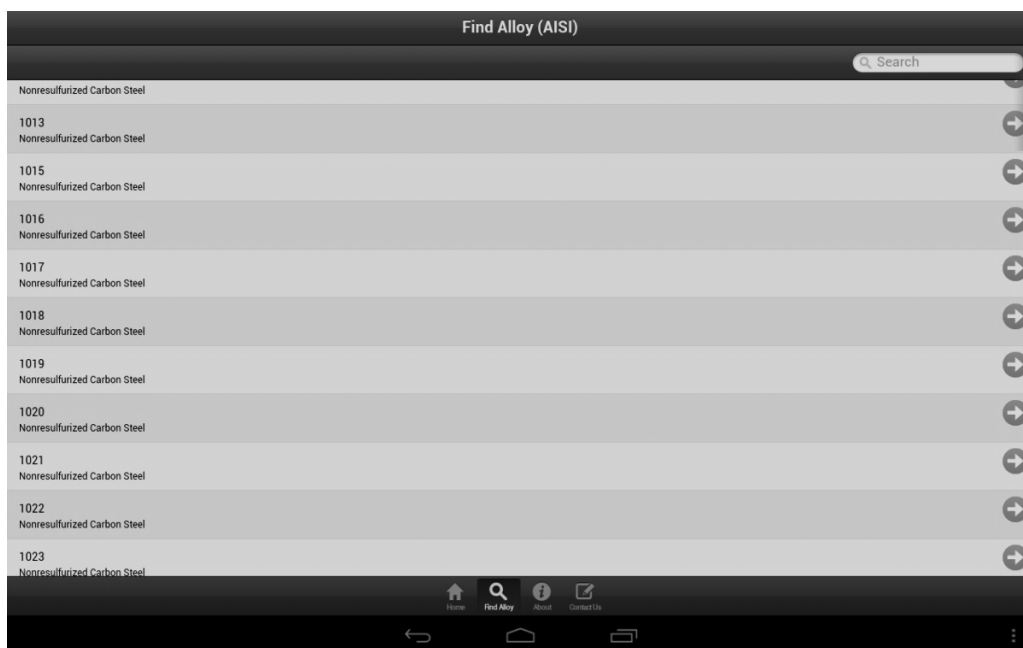 Find Alloy (AISI)
Search
Nonresulfurized Carbon Steel
1013
Nonresulfurized Carbon Steel
1015
Nonresulfurized Carbon Steel
1016
Nonresulfurized Carbon Steel
1017
Nonresulfurized Carbon Steel
1018
Nonresulfurized Carbon Steel
1019
Nonresulfurized Carbon Steel
1020
Nonresulfurized Carbon Steel
1021
Nonresulfurized Carbon Steel
1022
Nonresulfurized Carbon Steel
1023
Nonresulfurized Carbon Steel
Home Find Alloy About Contact Us